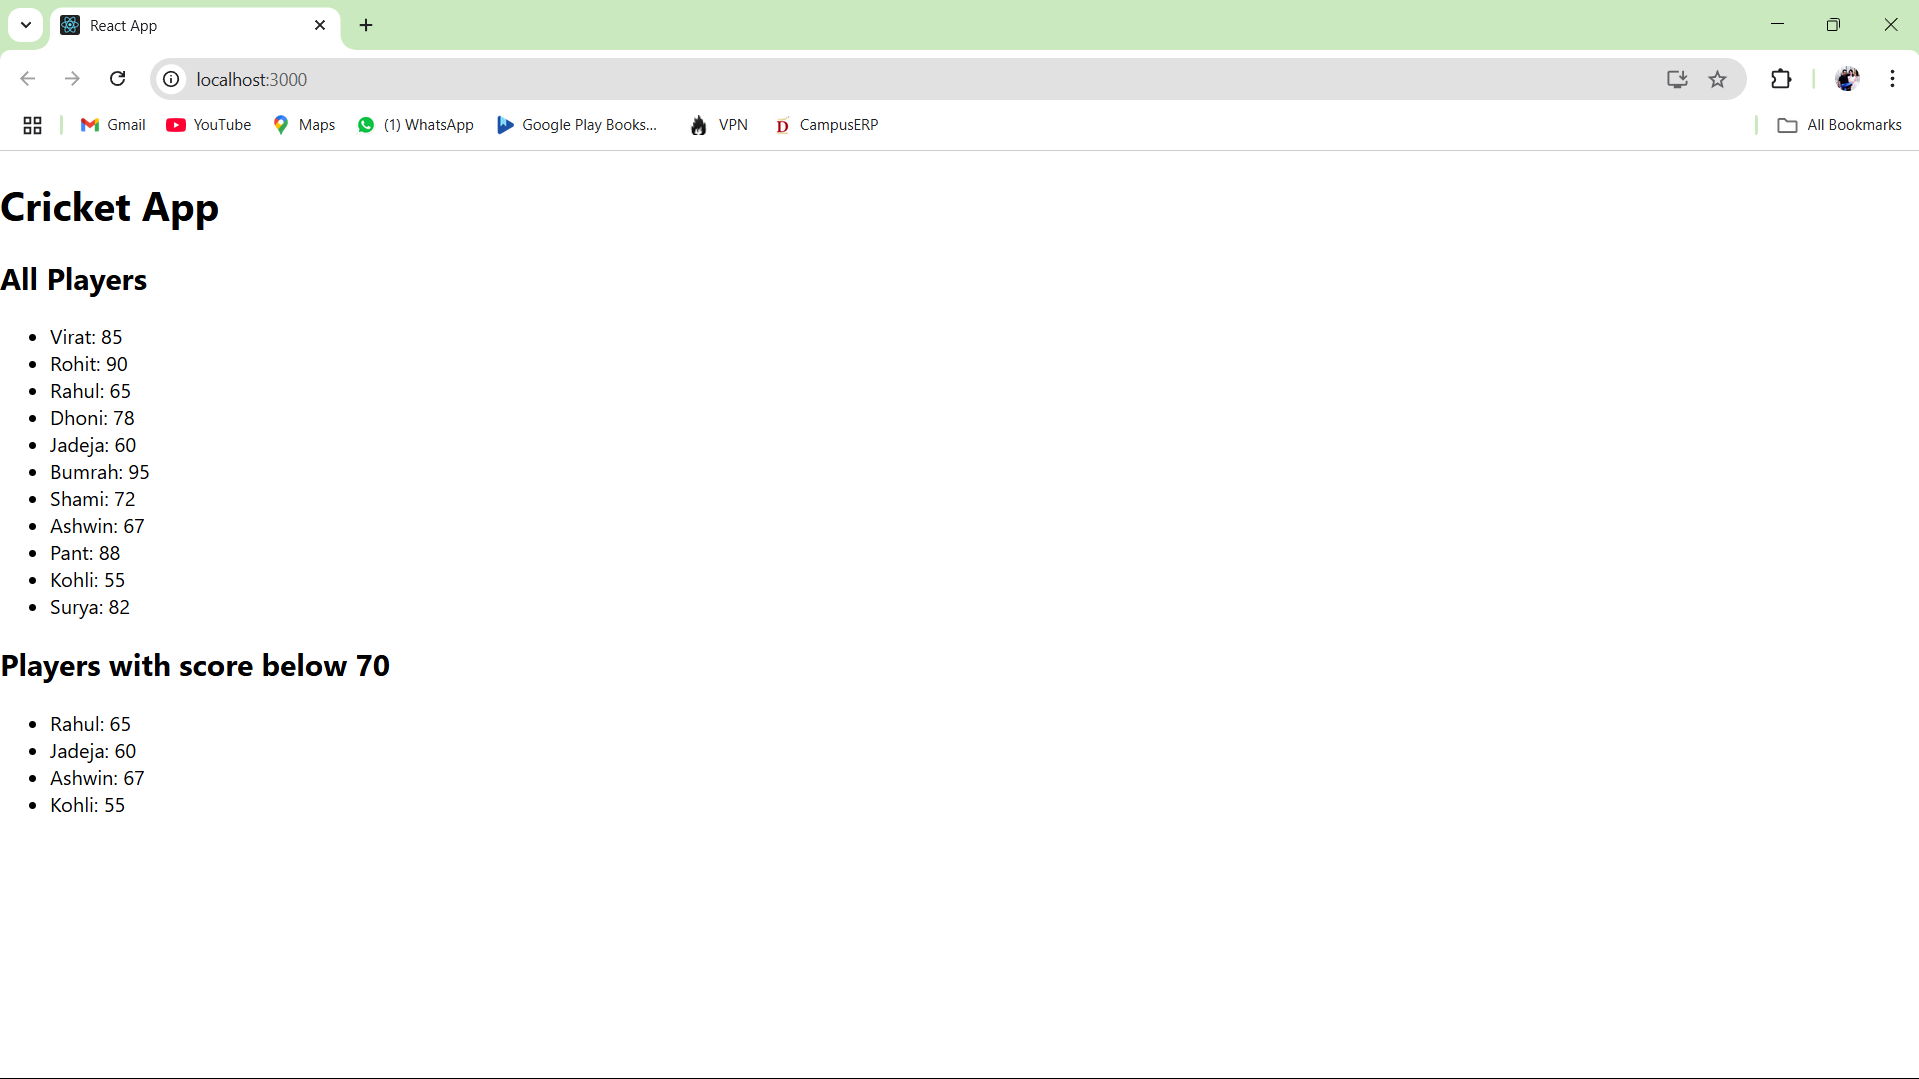 React App
localhost:3000
Gmail YouTube Maps (1) WhatsApp Google Play Books... VPN D CampusERP All Bookmarks
Cricket App
All Players
• Virat: 85
• Rohit: 90
• Rahul: 65
• Dhoni: 78
• Jadeja: 60
• Bumrah: 95
• Shami: 72
• Ashwin: 67
• Pant: 88
• Kohli: 55
• Surya: 82
Players with score below 70
• Rahul: 65
• Jadeja: 60
• Ashwin: 67
• Kohli: 55